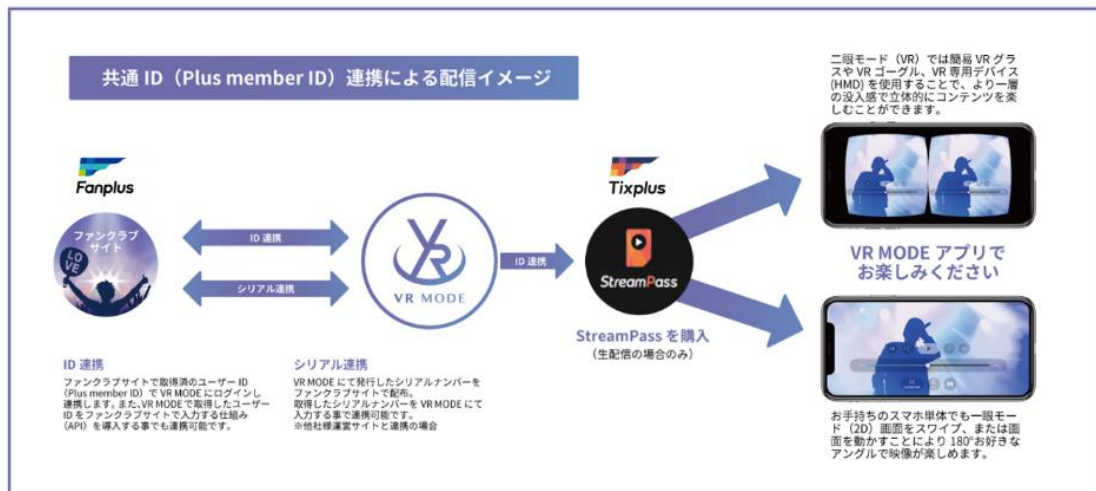 共通 ID（Plus member ID）連携による配信イメージ
Fanplus
ファンクラブ
サイト
LOVE
ID 連携
シリアル連携
VR
VR MODE
ID 連携
Tixplus
StreamPass
StreamPass を購入
（生配信の場合のみ）
ID 連携
ファンクラブサイトで取得済のユーザー ID
（Plus member ID）で VR MODE にログインし
連携します。また、VR MODE で取得したユーザー
ID をファンクラブサイトで入力する仕組み
（API）を導入する事でも連携可能です。
シリアル連携
VR MODE にて発行したシリアルナンバーを
ファンクラブサイトで配布。
取得したシリアルナンバーを VR MODE にて
入力する事で連携可能です。
※他社様運営サイトと連携の場合
二眼モード（VR）では簡易 VR グラ
スや VR ゴーグル、VR 専用デバイス
(HMD) を使用することで、より一層
の没入感で立体的にコンテンツを楽
しむことができます。
VR MODE アプリで
お楽しみください
お手持ちのスマホ単体でも一眼モー
ド（2D）画面をスワイプ、または画
面を動かすことにより 180°お好きな
アングルで映像が楽しめます。